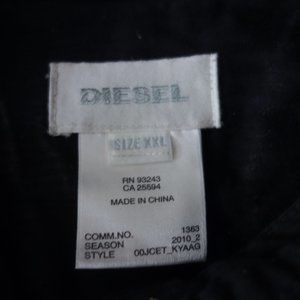 DIESEL
SIZE XXL
RN 93243
CA 25594
MADE IN CHINA
COMM.NO. 1363
SEASON 2010_2
STYLE 00JCET_KYAAG